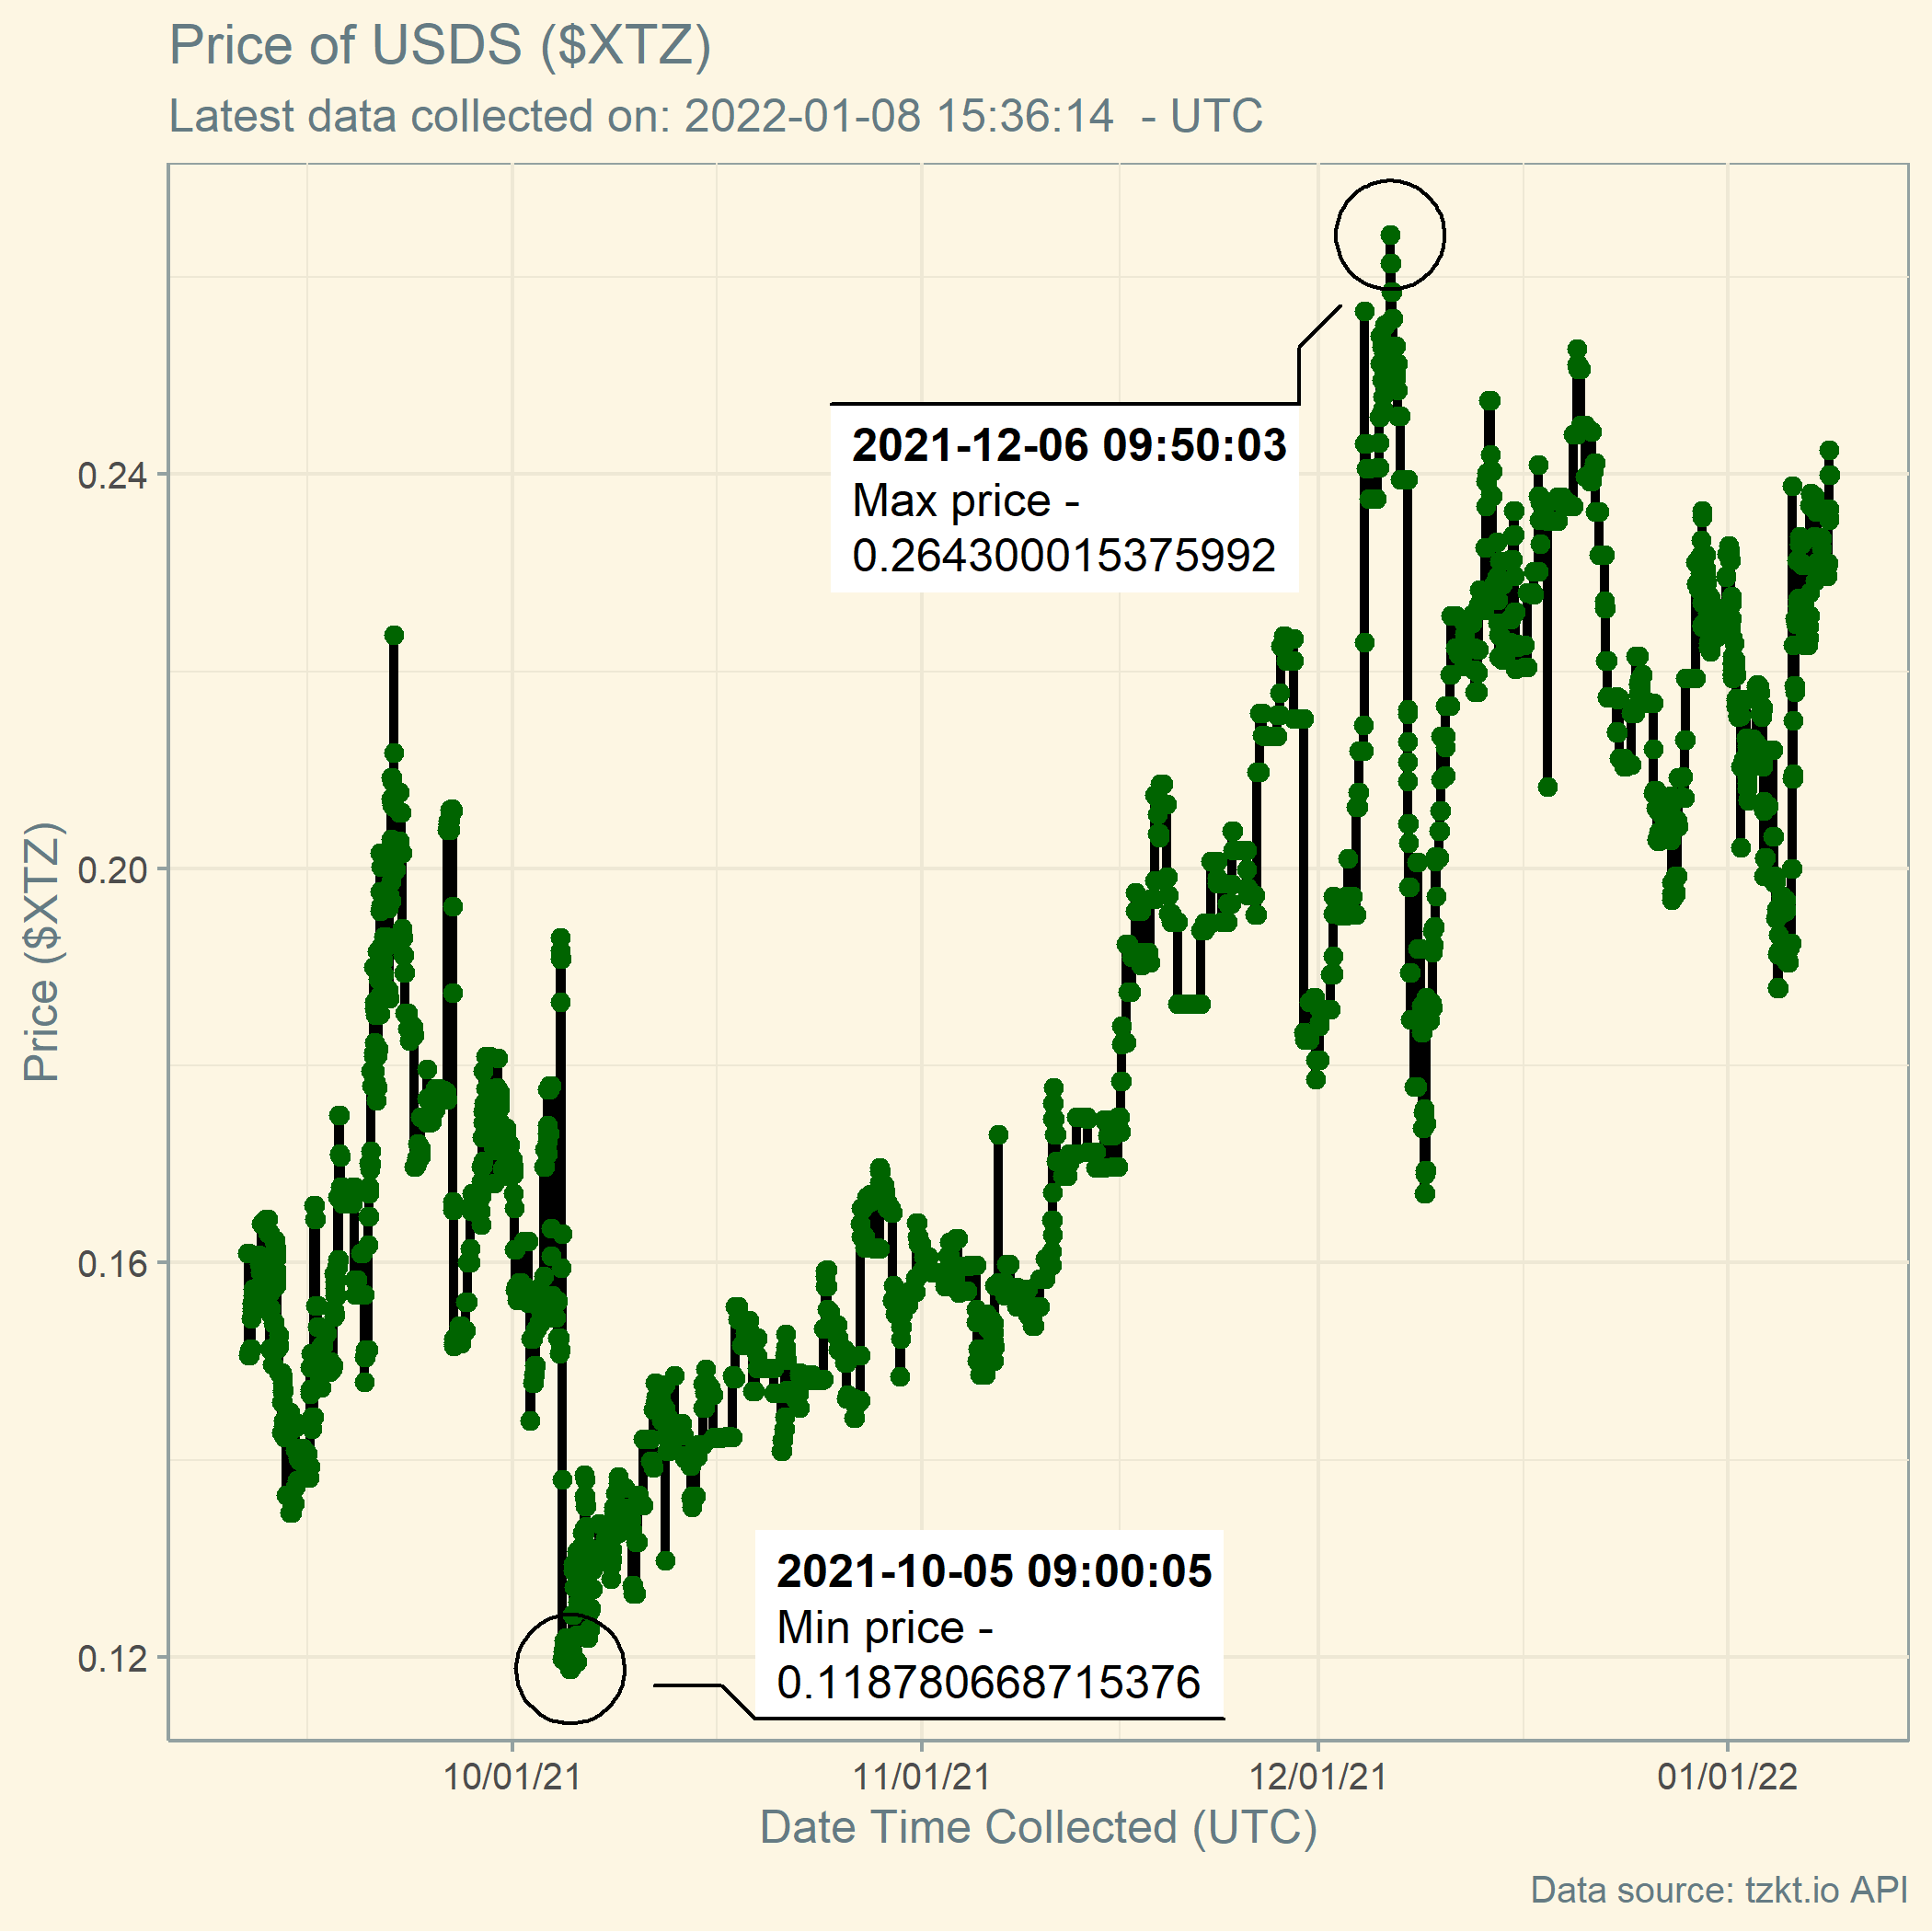 Price of USDS ($XTZ)
Latest data collected on: 2022-01-08 15:36:14  - UTC
2021-12-06 09:50:03
Max price -
0.264300015375992
0.24
0.20
0.16
0.12
Price ($XTZ)
2021-10-05 09:00:05
Min price -
0.118780668715376
10/01/21
11/01/21
12/01/21
01/01/22
Date Time Collected (UTC)
Data source: tzkt.io API